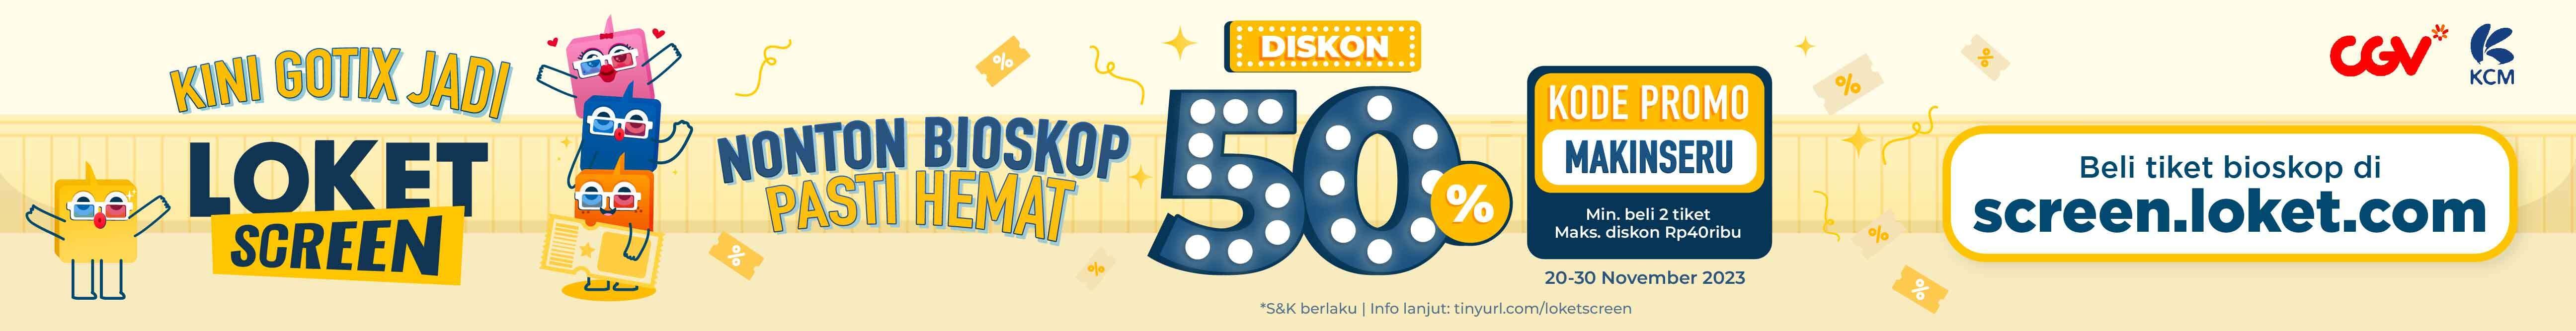 KINI GOTIX JADI
LOKET
SCREEN
NONTON BIOSKOP
PASTI HEMAT
DISKON
50%
KODE PROMO
MAKINSERU
Min. beli 2 tiket
Maks. diskon Rp40ribu
20-30 November 2023
*S&K berlaku | Info lanjut: tinyurl.com/loketscreen
CGV
KCM
Beli tiket bioskop di
screen.loket.com